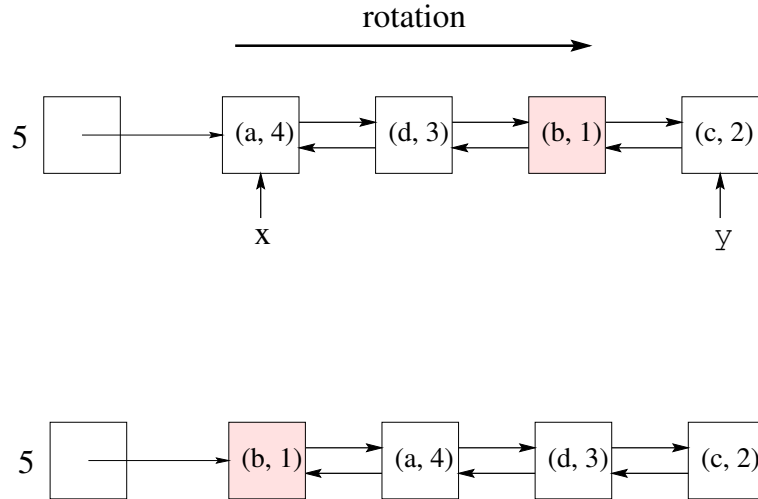 rotation
5 (a, 4) (d, 3) (b, 1) (c, 2)
x y
5 (b, 1) (a, 4) (d, 3) (c, 2)